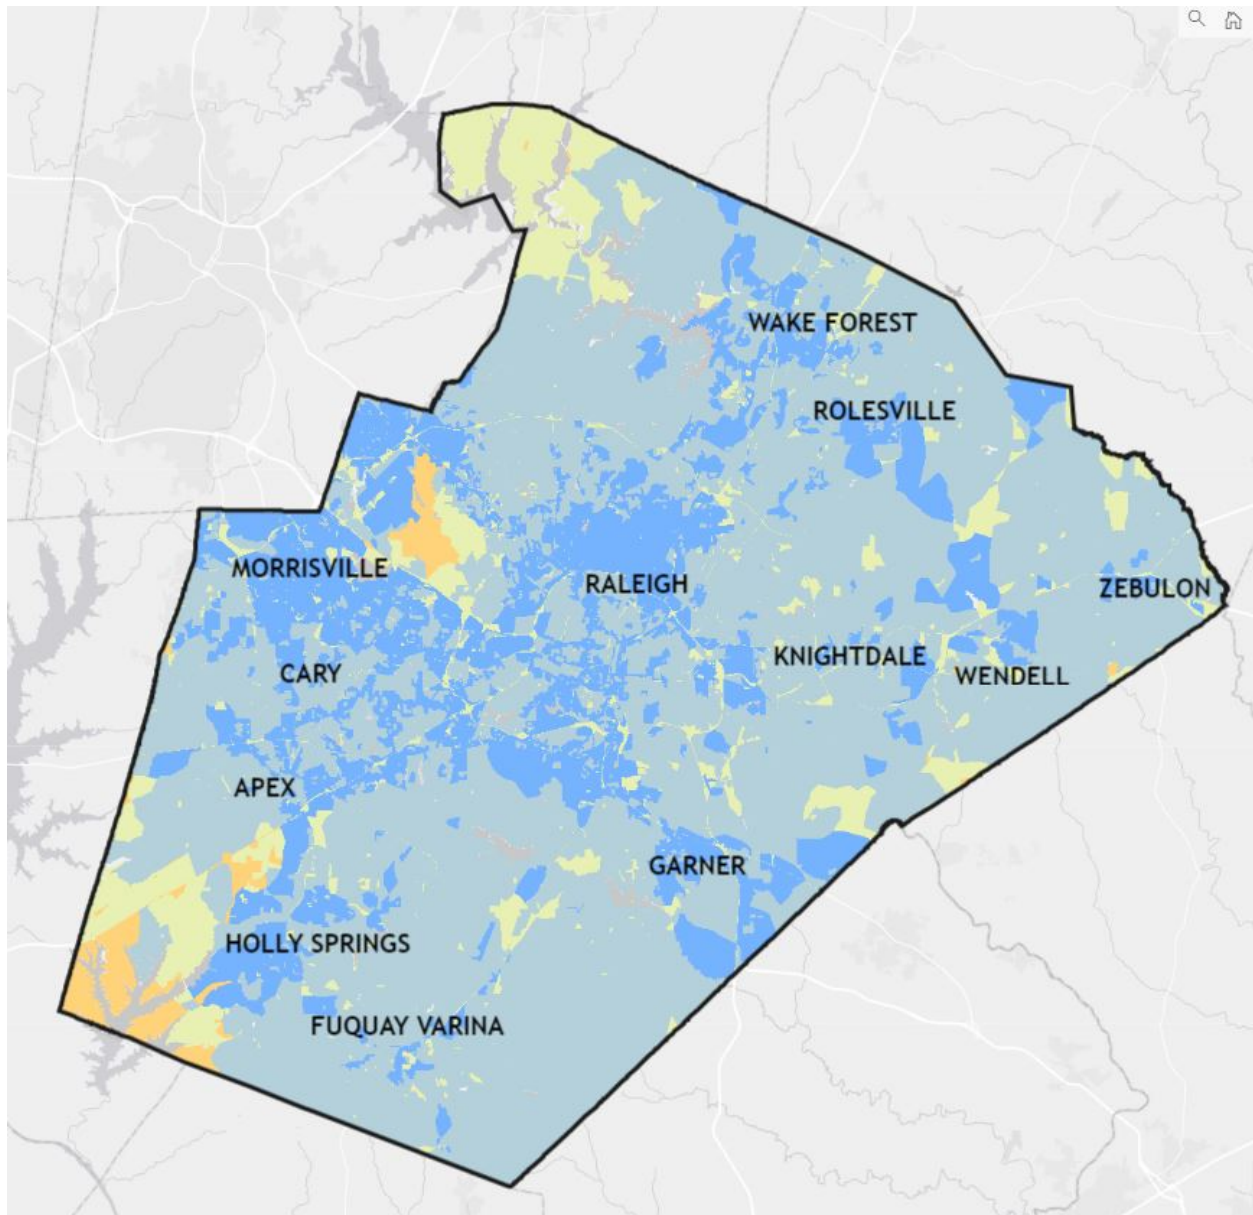 WAKE FOREST
ROLESVILLE
MORRISVILLE
RALEIGH
ZEBULON
KNIGHTDALE
CARY
WENDELL
APEX
GARNER
HOLLY SPRINGS
FUQUAY VARINA